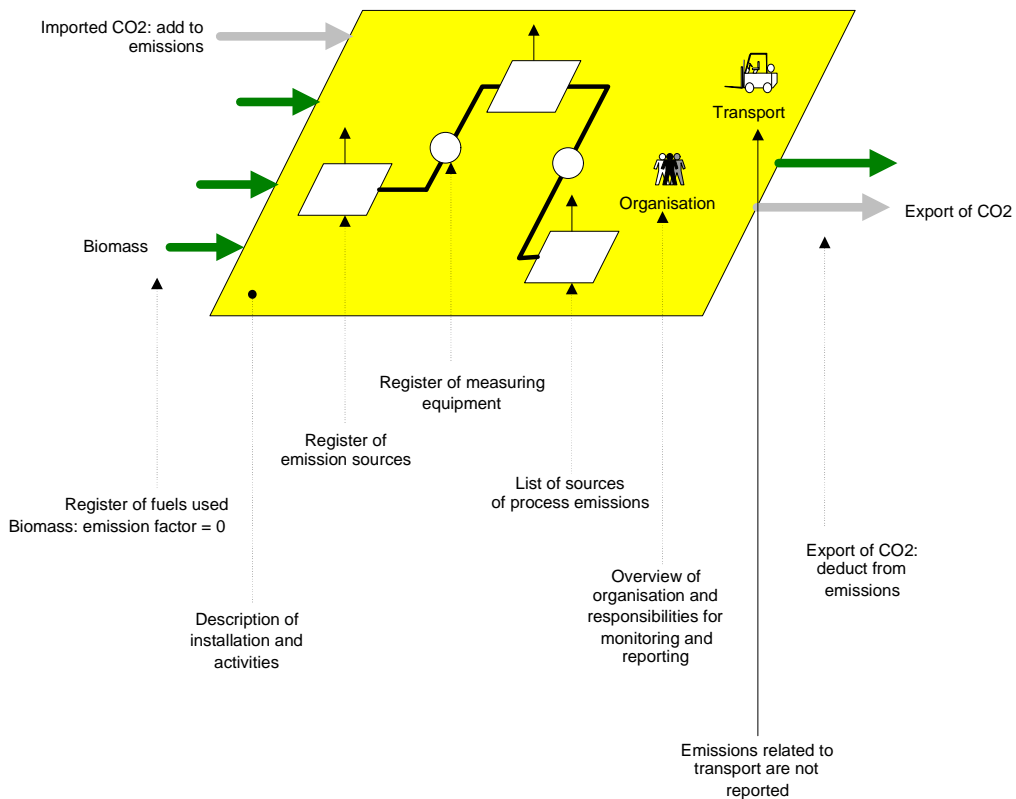 Imported CO2: add to
emissions
Transport
Organisation
Export of CO2
Biomass
Register of measuring
equipment
Register of
emission sources
List of sources
of process emissions
Register of fuels used
Biomass: emission factor = 0
Export of CO2:
deduct from
emissions
Overview of
organisation and
responsibilities for
monitoring and
reporting
Description of
installation and
activities
Emissions related to
transport are not
reported